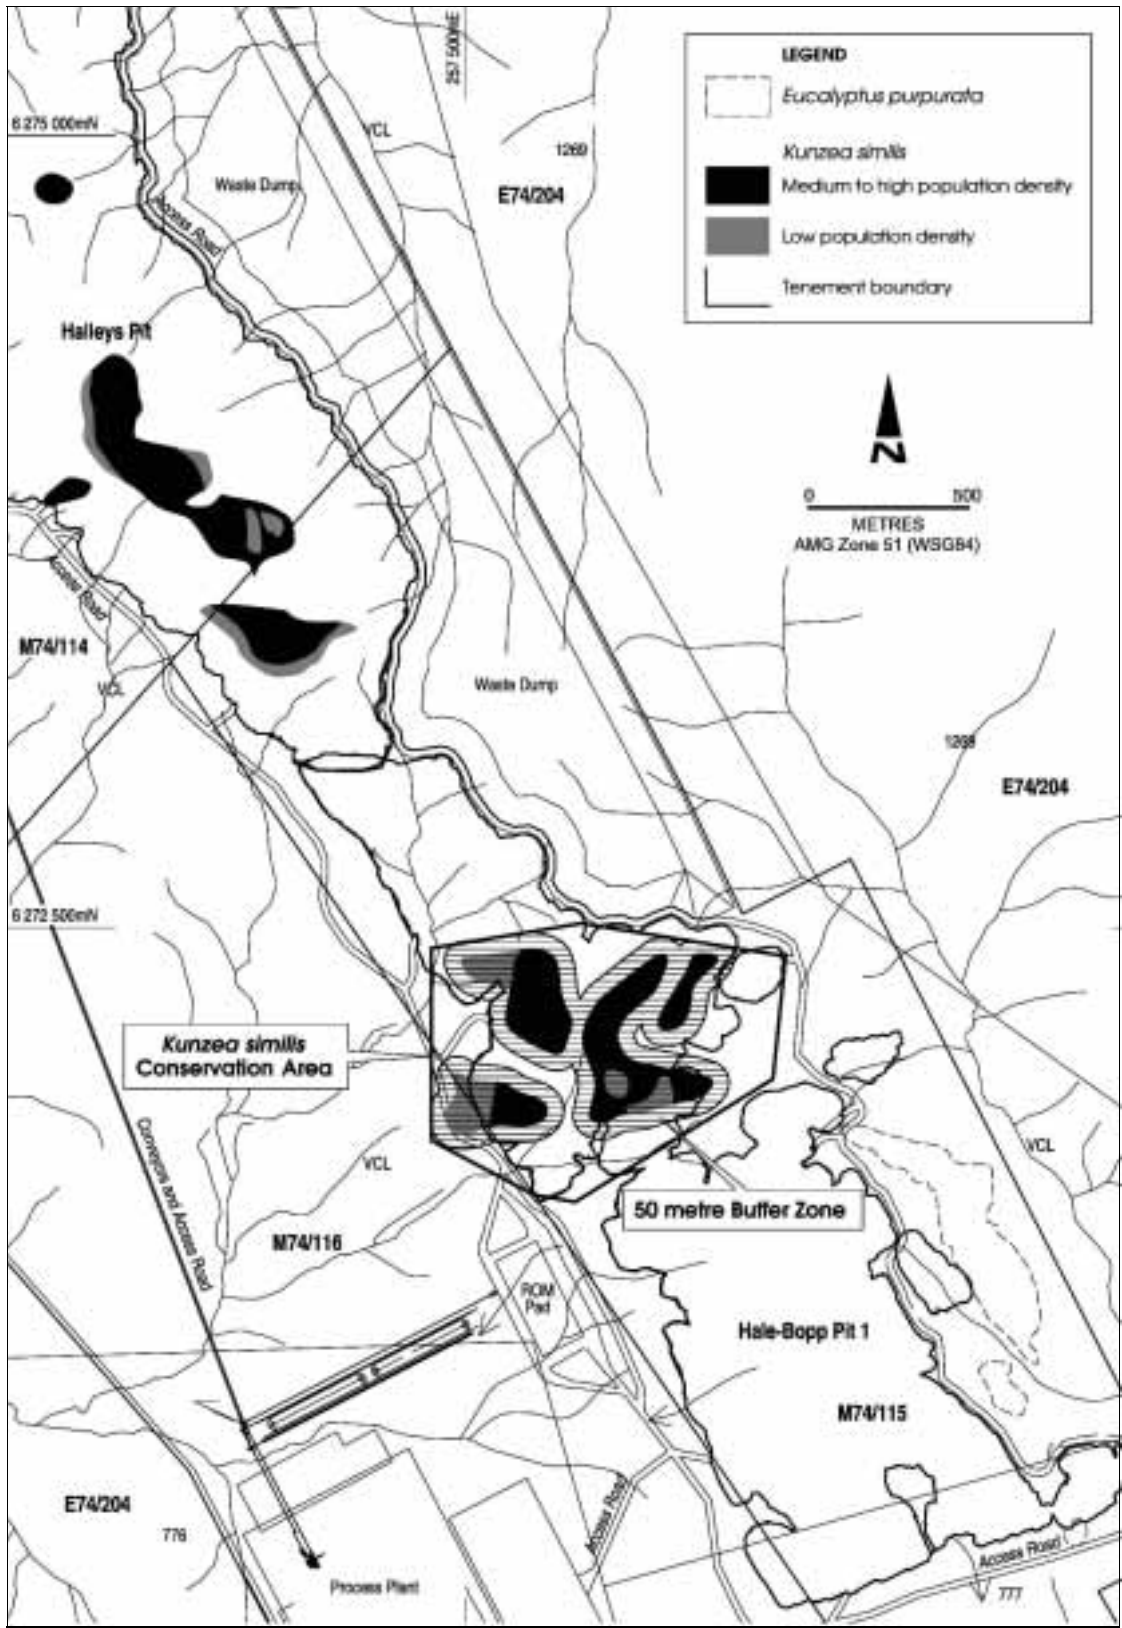 257 500mE
LEGEND
Eucalyptus purpurata
Kunzea similis
Medium to high population density
Low population density
Tenement boundary
6 275 000mN
VCL
1269
Waste Dump
E74/204
Access Road
Halleys Pit
N
0 500
METRES
AMG Zone 51 (WSG84)
Access Road
M74/114
VCL
Waste Dump
1269
E74/204
6 272 500mN
Kunzea similis
Conservation Area
Conveyors and Access Road
VCL
VCL
50 metre Buffer Zone
M74/116
ROM
Pad
Hale-Bopp Pit 1
M74/115
E74/204
776
Access Road
Access Road
Process Plant
777